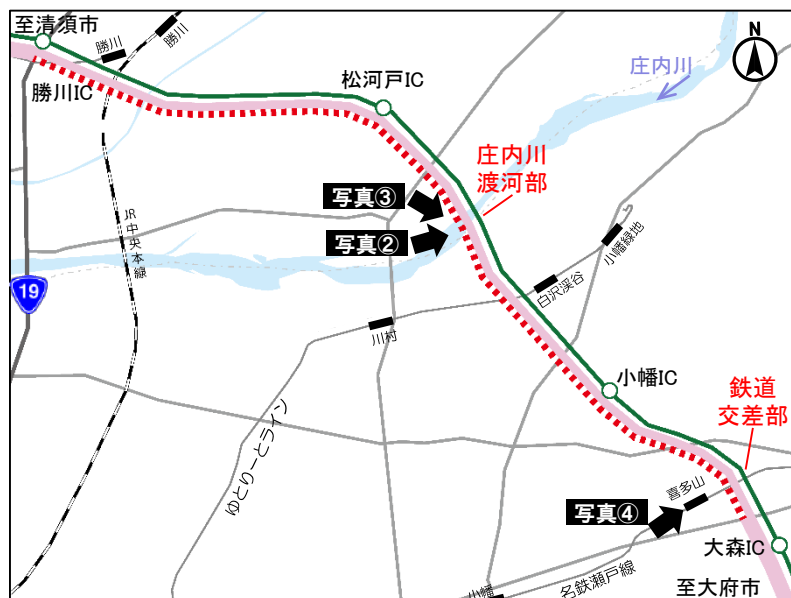 至清須市
勝川
勝川
勝川IC
松河戸IC
N
庄内川
庄内川
渡河部
写真③
写真②
JR中央本線
19
小幡緑地
白沢渓谷
川村
ゆとりーとライン
小幡IC
鉄道
交差部
喜多山
写真④
大森IC
小幡
名鉄瀬戸線
至大府市